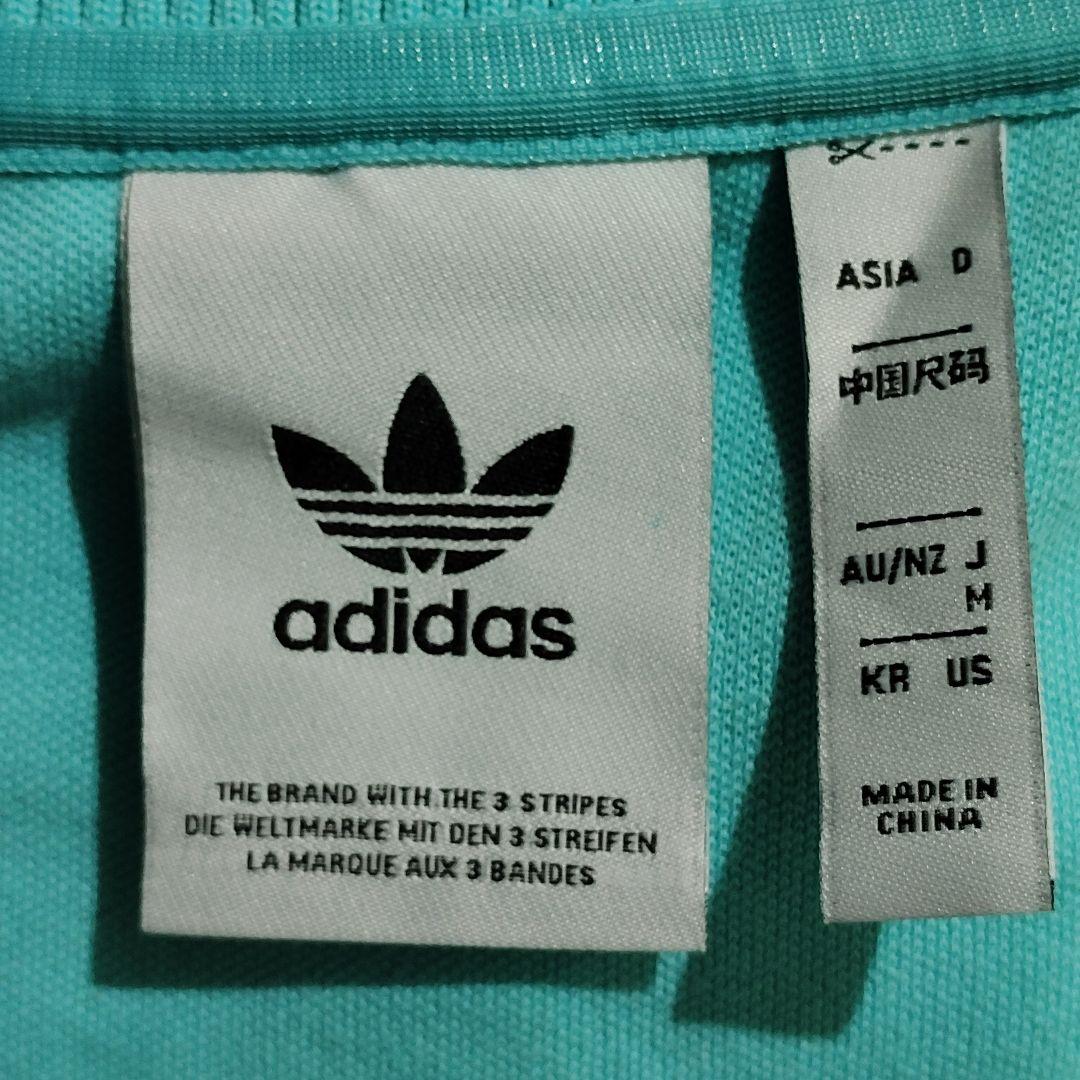 adidas
THE BRAND WITH THE 3 STRIPES
DIE WELTMARKE MIT DEN 3 STREIFEN
LA MARQUE AUX 3 BANDES
ASIA D
中国尺码
AU/NZ J
M
KR US
MADE IN
CHINA